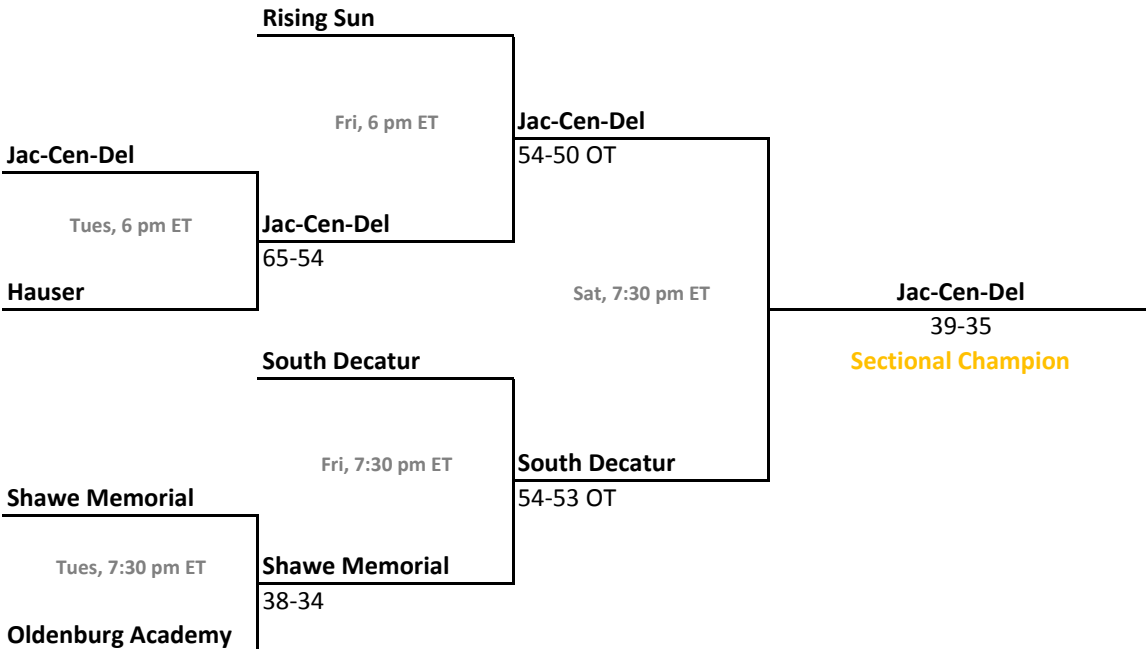 Rising Sun
Fri, 6 pm ET
Jac-Cen-Del
Jac-Cen-Del
54-50 OT
Tues, 6 pm ET
Jac-Cen-Del
65-54
Hauser
Sat, 7:30 pm ET
Jac-Cen-Del
39-35
South Decatur
Sectional Champion
Fri, 7:30 pm ET
South Decatur
Shawe Memorial
54-53 OT
Tues, 7:30 pm ET
Shawe Memorial
38-34
Oldenburg Academy